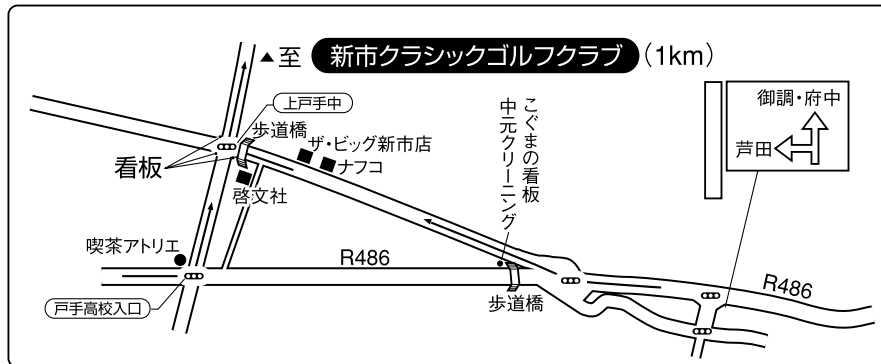 ▲至 新市クラシックゴルフクラブ (1km)
御調・府中
芦田
上戸手中
歩道橋
ザ・ビッグ新市店
ナフコ
こぐまの看板
中元クリーニング
看板
啓文社
喫茶アトリエ
R486
R486
戸手高校入口
歩道橋